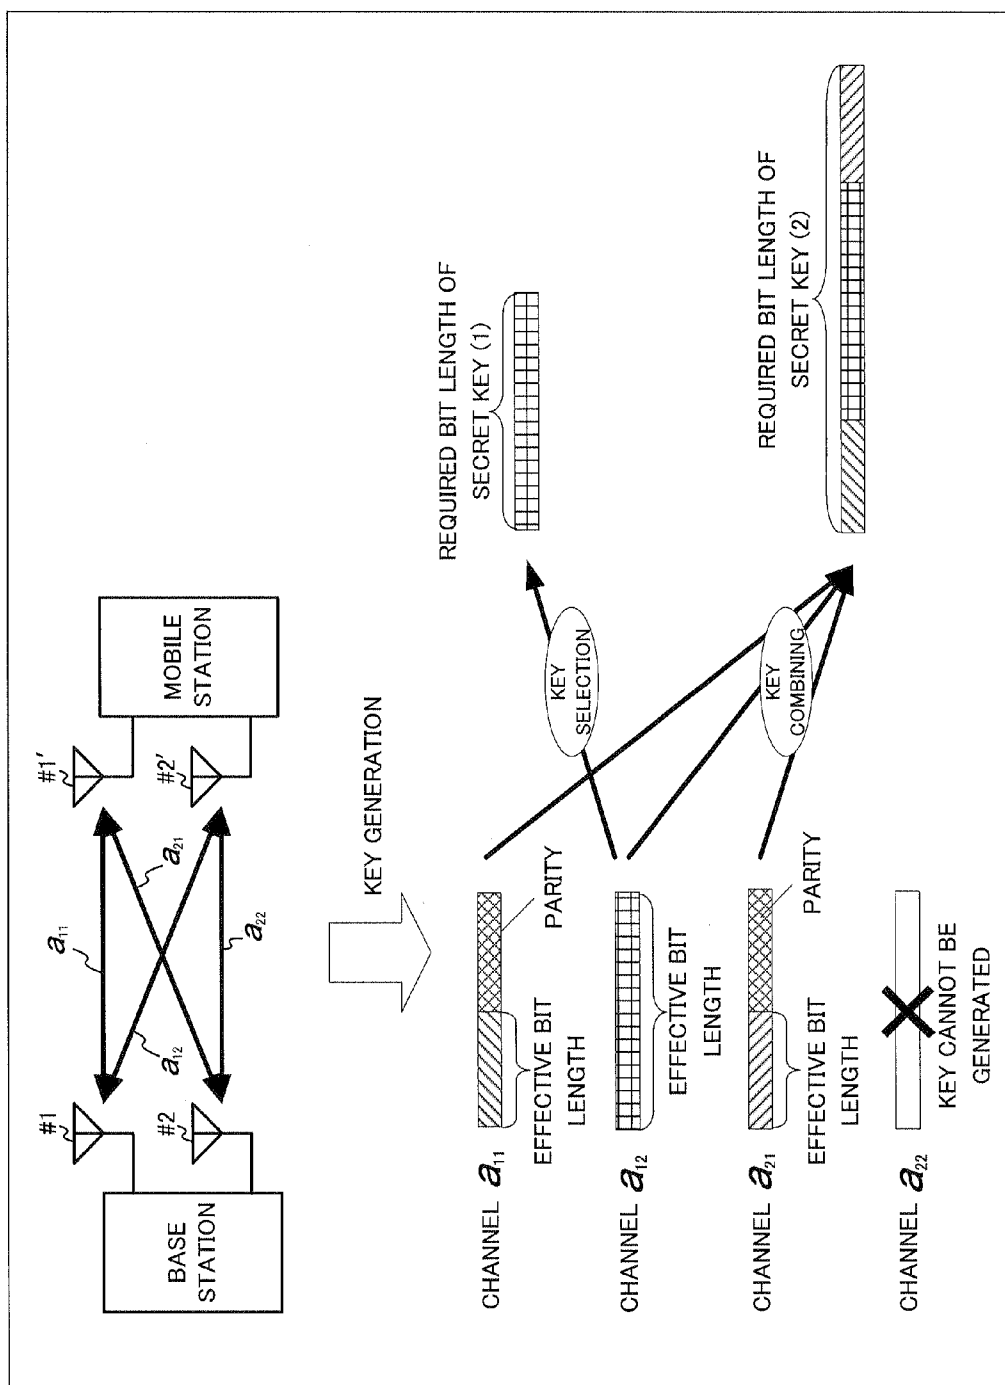 BASE
STATION
#1
#2
a11
a12
a21
a22
#1'
#2'
MOBILE
STATION
KEY GENERATION
CHANNEL a11
EFFECTIVE BIT
LENGTH
PARITY
CHANNEL a12
EFFECTIVE BIT
LENGTH
CHANNEL a21
EFFECTIVE BIT
LENGTH
PARITY
CHANNEL a22
KEY CANNOT BE
GENERATED
KEY
SELECTION
KEY
COMBINING
REQUIRED BIT LENGTH OF
SECRET KEY (1)
REQUIRED BIT LENGTH OF
SECRET KEY (2)